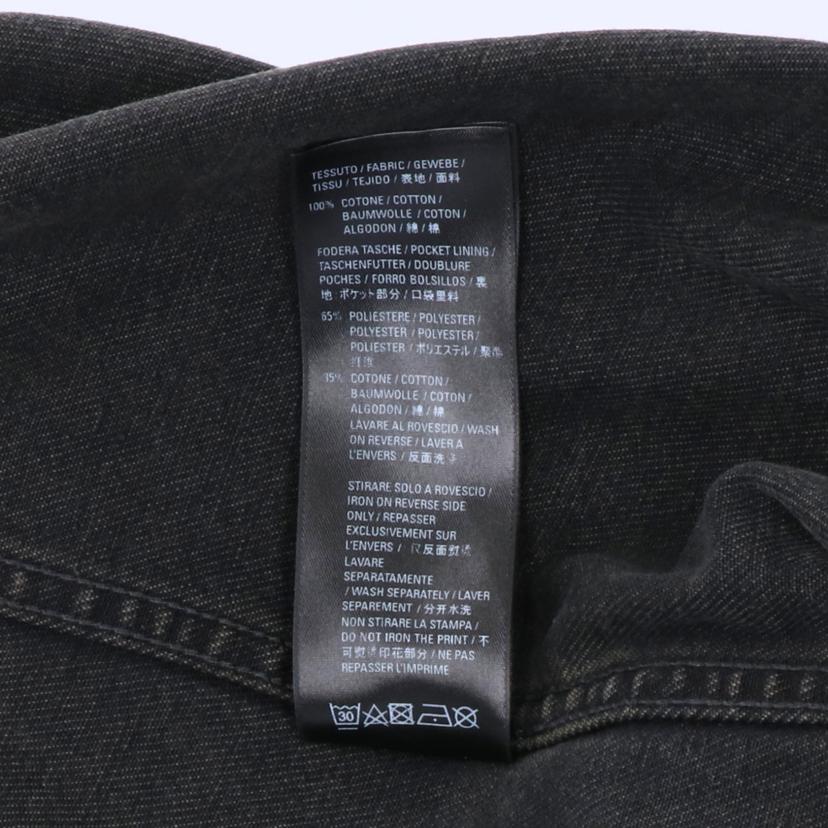 TESSUTO / FABRIC / GEWEBE /
TISSU / TEJIDO / 表地 / 面料
100% COTONE / COTTON /
BAUMWOLLE / COTON /
ALGODON / 綿 / 棉
FODERA TASCHE / POCKET LINING /
TASCHENFUTTER / DOUBLURE
POCHES / FORRO BOLSILLOS / 裏
地 ポケット部分 / 口袋里料
65% POLIESTERE / POLYESTER /
POLYESTER / POLYESTER /
POLIESTER / ポリエステル / 聚酯
纤维
35% COTONE / COTTON /
BAUMWOLLE / COTON /
ALGODON / 綿 / 棉
LAVARE AL ROVESCIO / WASH
ON REVERSE / LAVER A
L'ENVERS / 反面洗
STIRARE SOLO A ROVESCIO /
IRON ON REVERSE SIDE
ONLY / REPASSER
EXCLUSIVEMENT SUR
L'ENVERS / 反面熨烫
LAVARE
SEPARATAMENTE
/ WASH SEPARATELY / LAVER
SEPAREMENT / 分开水洗
NON STIRARE LA STAMPA /
DO NOT IRON THE PRINT / 不
可熨烫印花部分 / NE PAS
REPASSER L'IMPRIME
30